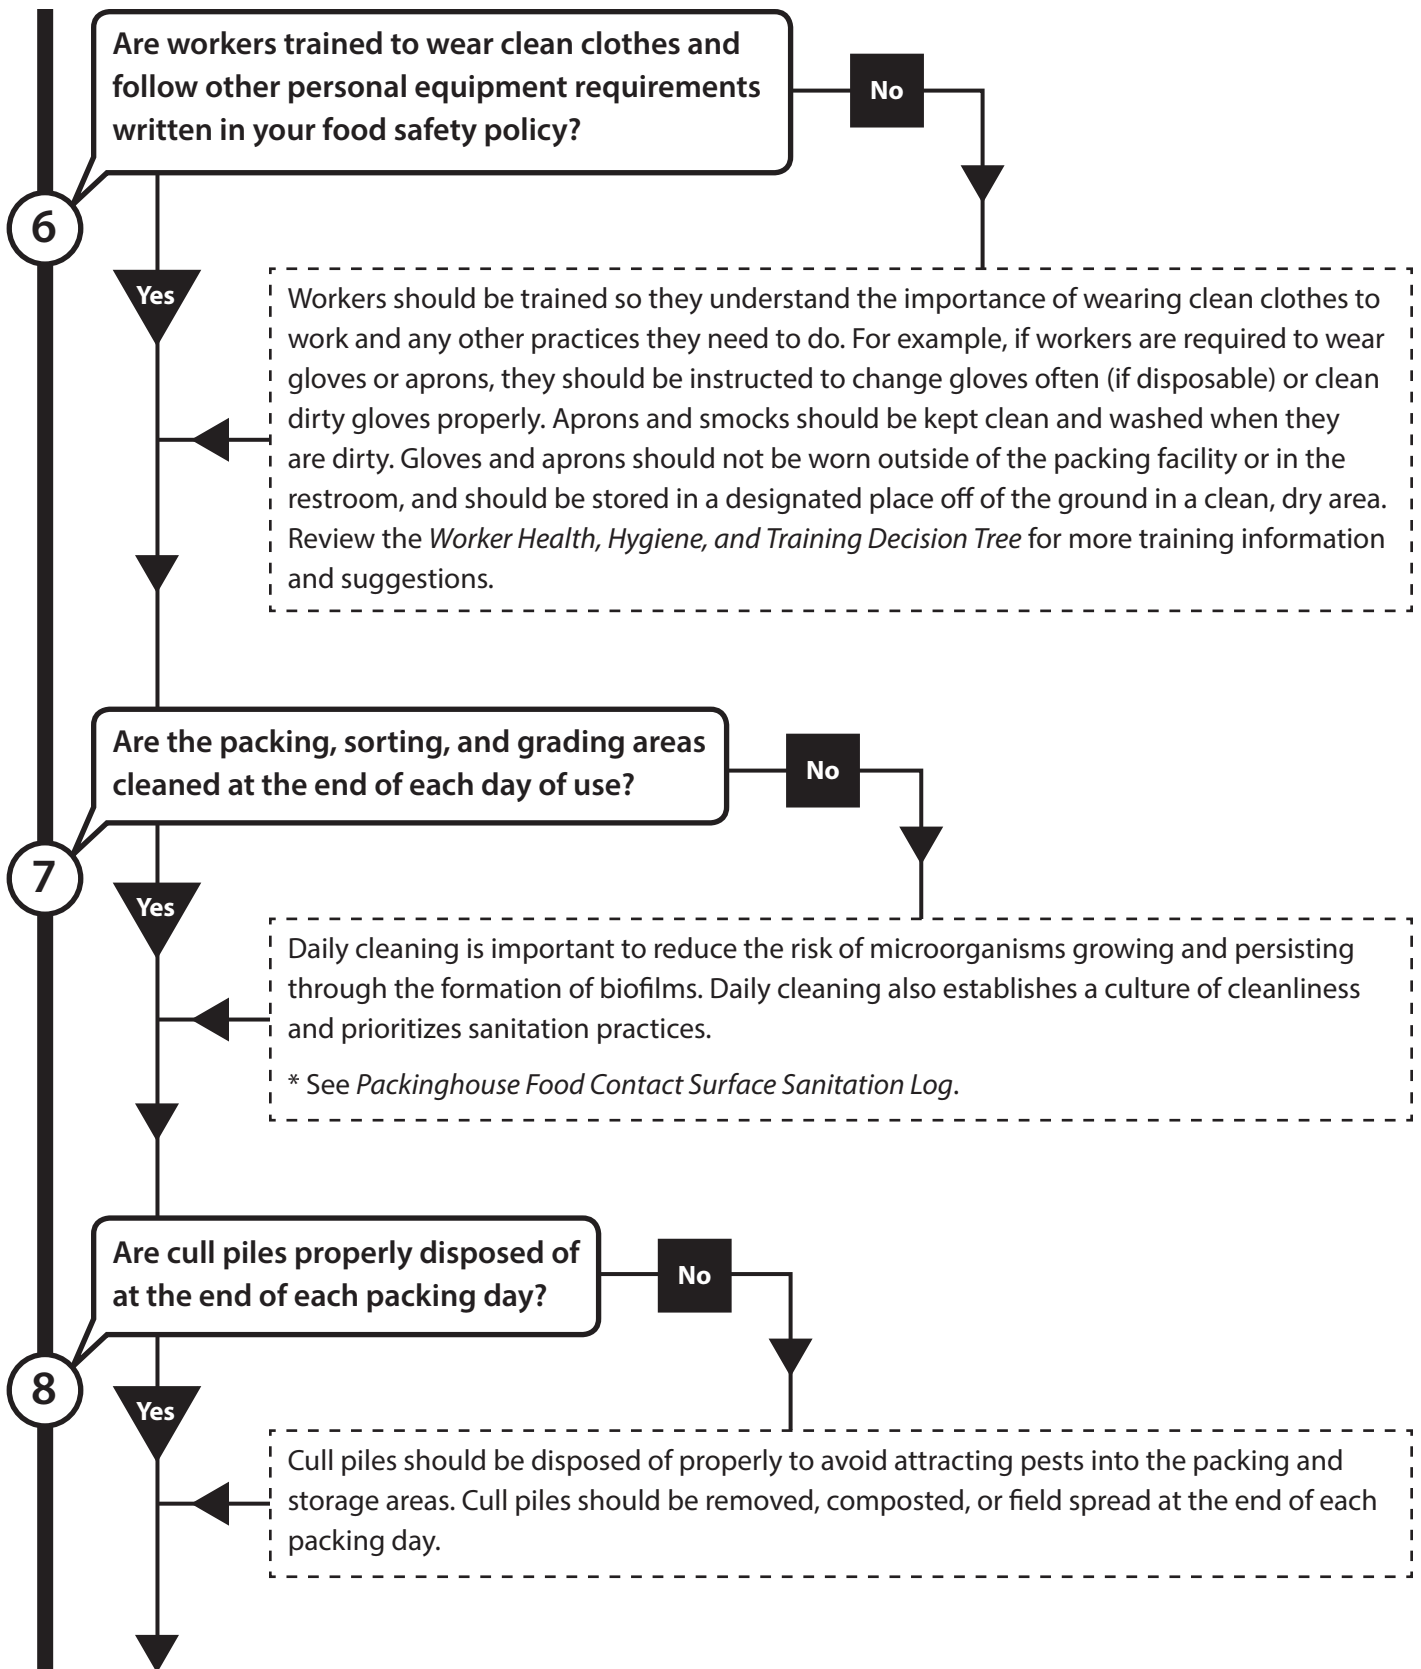 Are workers trained to wear clean clothes and
follow other personal equipment requirements
written in your food safety policy?
No
6
Yes
Workers should be trained so they understand the importance of wearing clean clothes to
work and any other practices they need to do. For example, if workers are required to wear
gloves or aprons, they should be instructed to change gloves often (if disposable) or clean
dirty gloves properly. Aprons and smocks should be kept clean and washed when they
are dirty. Gloves and aprons should not be worn outside of the packing facility or in the
restroom, and should be stored in a designated place off of the ground in a clean, dry area.
Review the Worker Health, Hygiene, and Training Decision Tree for more training information
and suggestions.
Are the packing, sorting, and grading areas
cleaned at the end of each day of use?
No
7
Yes
Daily cleaning is important to reduce the risk of microorganisms growing and persisting
through the formation of biofilms. Daily cleaning also establishes a culture of cleanliness
and prioritizes sanitation practices.
* See Packinghouse Food Contact Surface Sanitation Log.
Are cull piles properly disposed of
at the end of each packing day?
No
8
Yes
Cull piles should be disposed of properly to avoid attracting pests into the packing and
storage areas. Cull piles should be removed, composted, or field spread at the end of each
packing day.